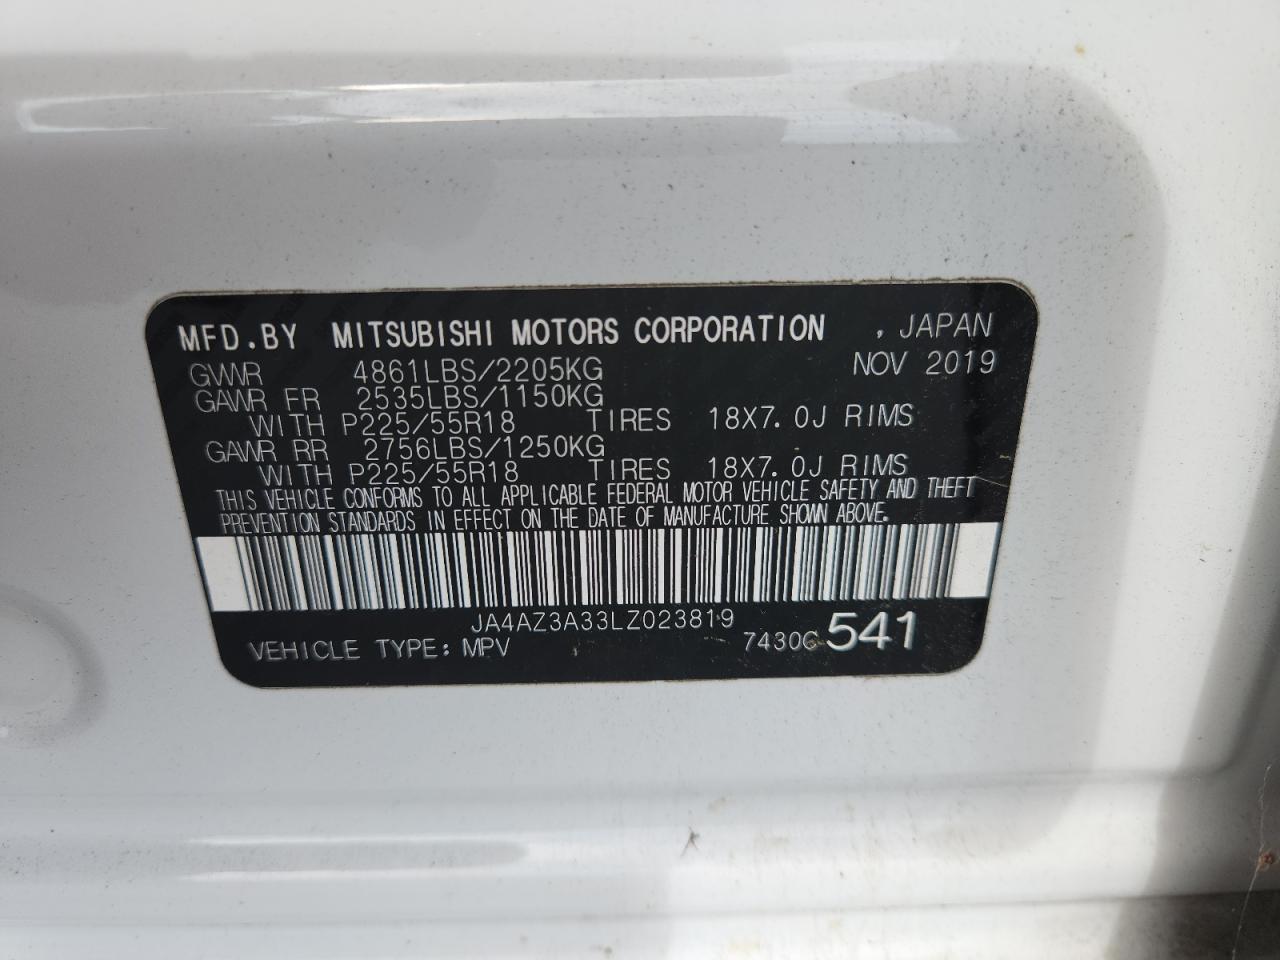 MFD.BY MITSUBISHI MOTORS CORPORATION , JAPAN
GVWR 4861LBS/2205KG NOV 2019
GAWR FR 2535LBS/1150KG
WITH P225/55R18 TIRES 18X7.0J RIMS
GAWR RR 2756LBS/1250KG
WITH P225/55R18 TIRES 18X7.0J RIMS
THIS VEHICLE CONFORMS TO ALL APPLICABLE FEDERAL MOTOR VEHICLE SAFETY AND THEFT
PREVENTION STANDARDS IN EFFECT ON THE DATE OF MANUFACTURE SHOWN ABOVE.
JA4AZ3A33LZ023819
VEHICLE TYPE: MPV 7430G 541